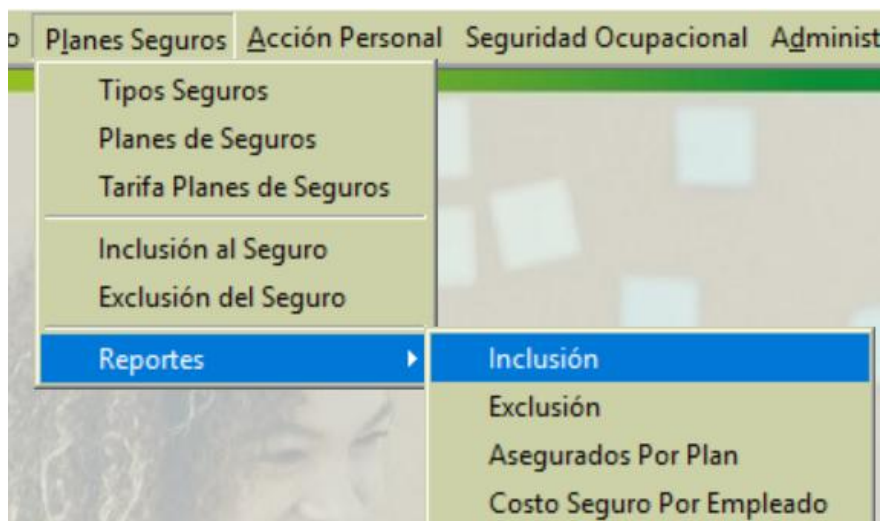 o Planes Seguros Acción Personal Seguridad Ocupacional Administ
Tipos Seguros
Planes de Seguros
Tarifa Planes de Seguros
Inclusión al Seguro
Exclusión del Seguro
Reportes
Inclusión
Exclusión
Asegurados Por Plan
Costo Seguro Por Empleado